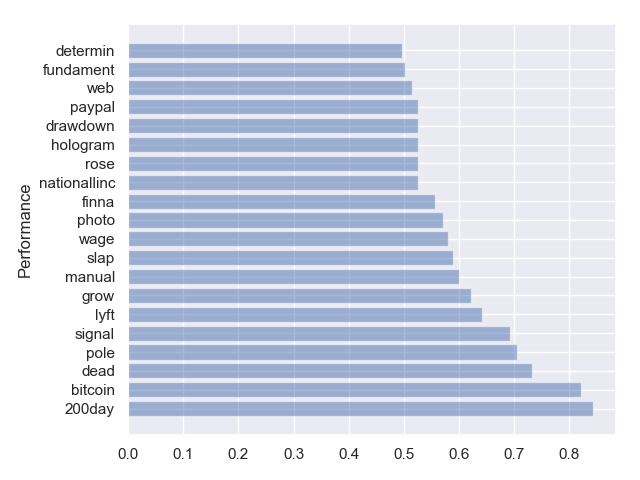 determin
fundament
web
paypal
drawdown
hologram
rose
nationallinc
finna
photo
wage
slap
manual
grow
lyft
signal
pole
dead
bitcoin
200day
Performance
0.0 0.1 0.2 0.3 0.4 0.5 0.6 0.7 0.8